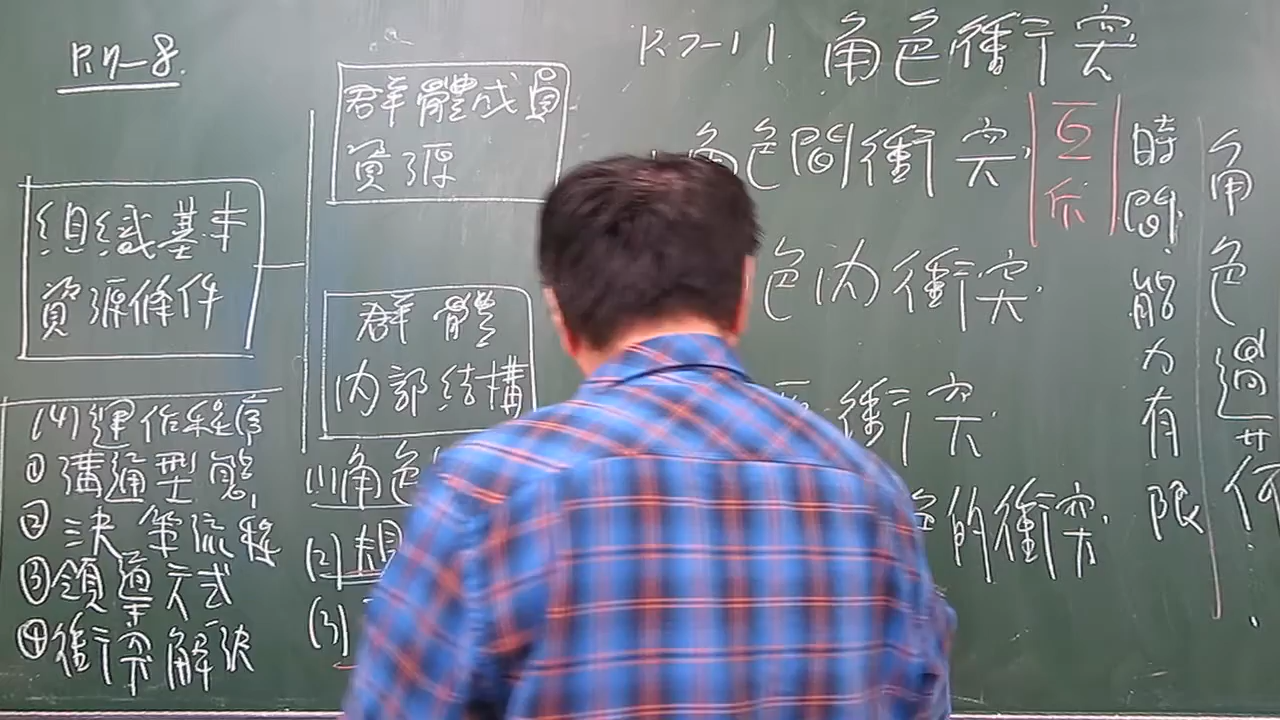 P.7-8.
組織基本
資源條件
群體成員
資源
群體
內部結構
(4)運作程序
①溝通型態
②決策流程
③領導方式
④衝突解決
(1)角色
(2)規
(3)
P.7-11. 角色衝突
角色間衝突
色內衝突
衝突
色的衝突
時間能力有限
角色過荷